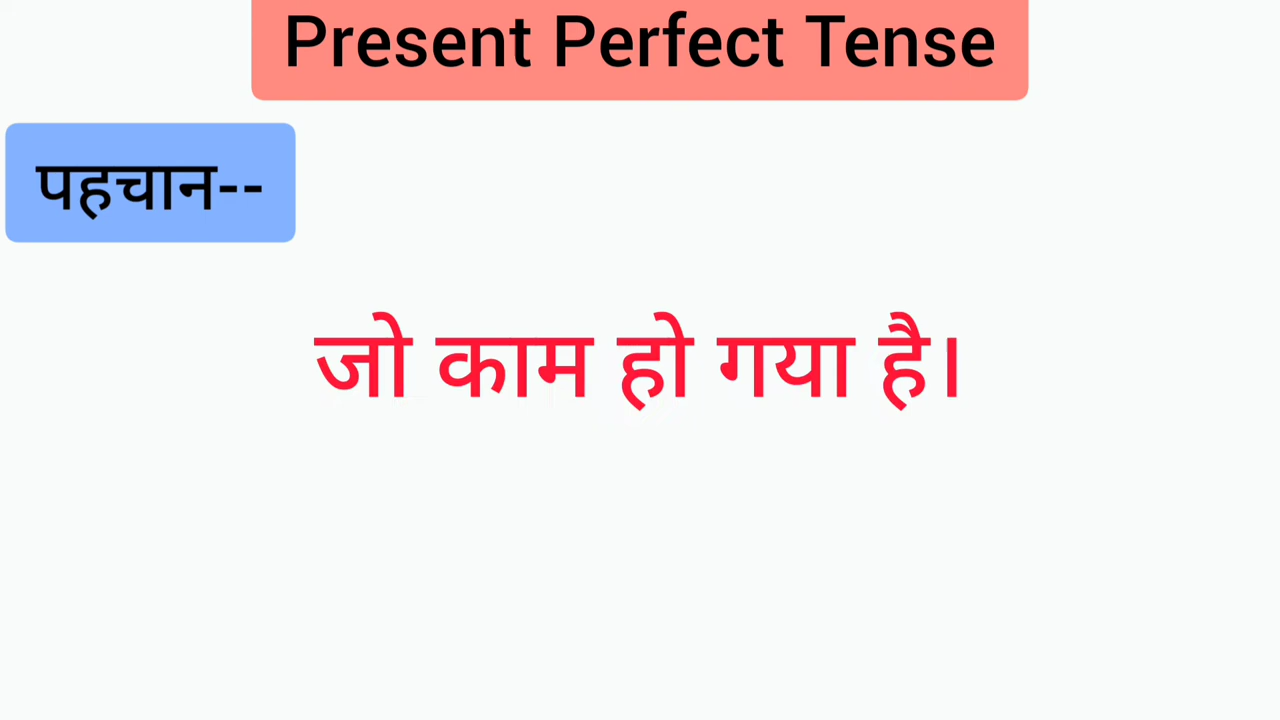 Present Perfect Tense
पहचान--
जो काम हो गया है।